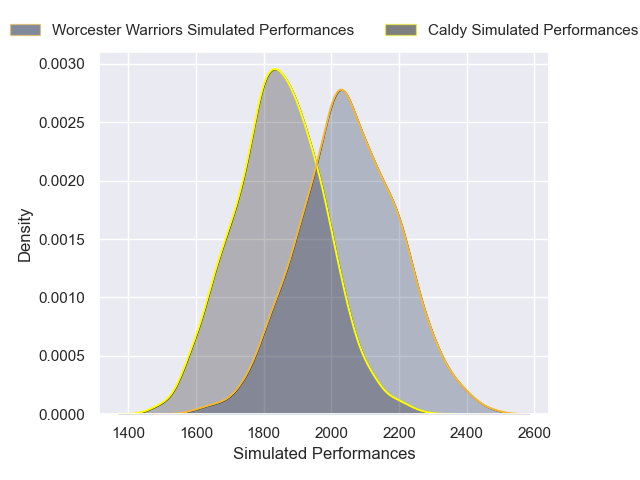 Worcester Warriors Simulated Performances
Caldy Simulated Performances
0.0030
0.0025
0.0020
0.0015
0.0010
0.0005
0.0000
Density
1400 1600 1800 2000 2200 2400 2600
Simulated Performances